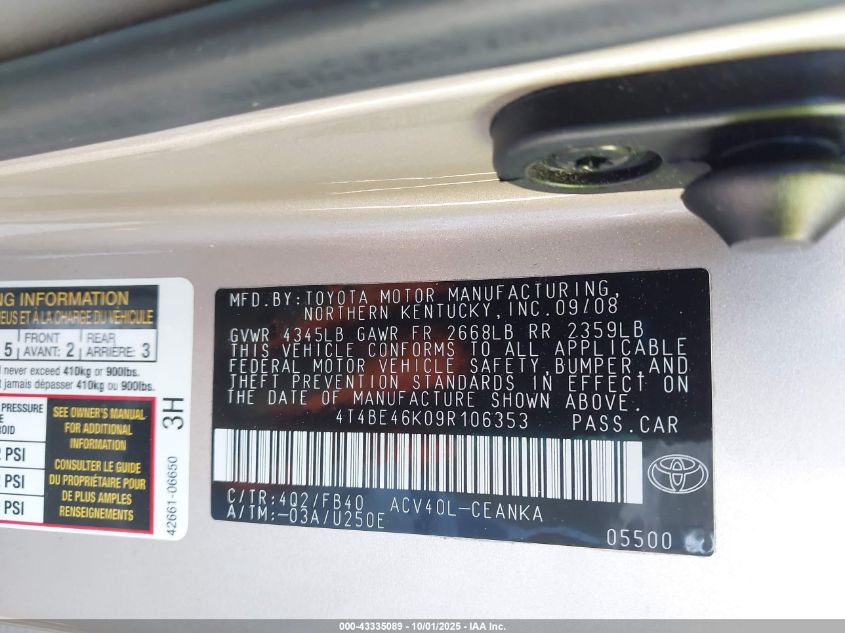 NG INFORMATION
EUS ET À LA CHARGE DU VÉHICULE
5 FRONT AVANT: 2 REAR ARRIÈRE: 3
never exceed 410kg or 900lbs.
t jamais dépasser 410kg ou 900lbs.
PRESSURE
PSI
PSI
PSI
SEE OWNER'S MANUAL
FOR ADDITIONAL
INFORMATION
CONSULTER LE GUIDE
DU PROPRIÉTAIRE POUR
DE PLUS AMPLES
RENSEIGNEMENTS
3H
42661-06650
MFD. BY: TOYOTA MOTOR MANUFACTURING,
NORTHERN KENTUCKY, INC. 09/08
GVWR 4345LB GAWR FR 2668LB RR 2359LB
THIS VEHICLE CONFORMS TO ALL APPLICABLE
FEDERAL MOTOR VEHICLE SAFETY, BUMPER, AND
THEFT PREVENTION STANDARDS IN EFFECT ON
THE DATE OF MANUFACTURE SHOWN ABOVE.
4T4BE46K09R106353 PASS.CAR
C/TR:4Q2/FB40 ACV40L-CEANKA
A/TM:-03A/U250E
05500
000-43335089 - 10/01/2025 - IAA Inc.